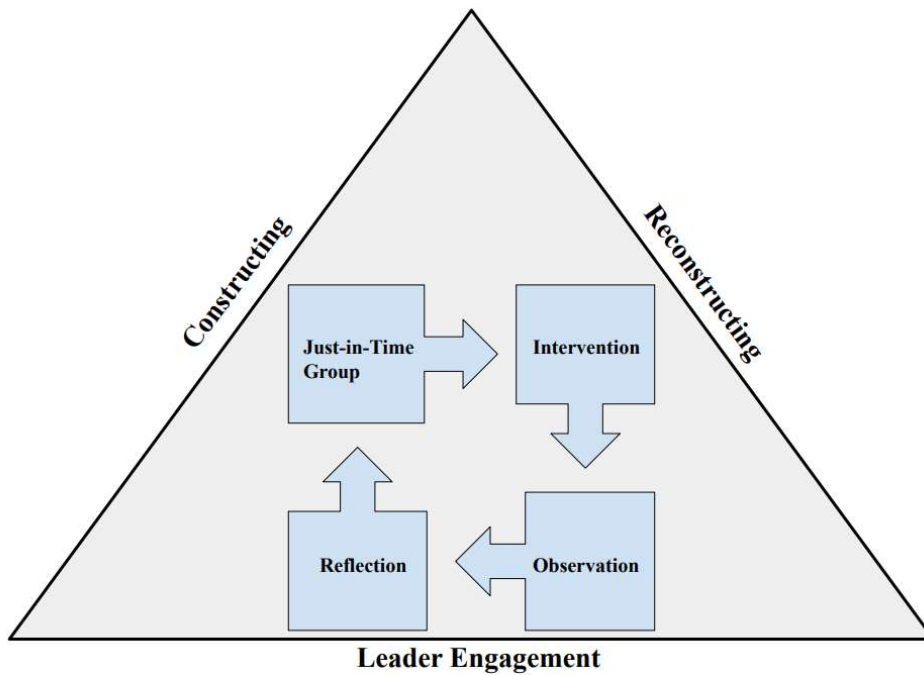 Constructing
Reconstructing
Just-in-Time
Group
Intervention
Reflection
Observation
Leader Engagement